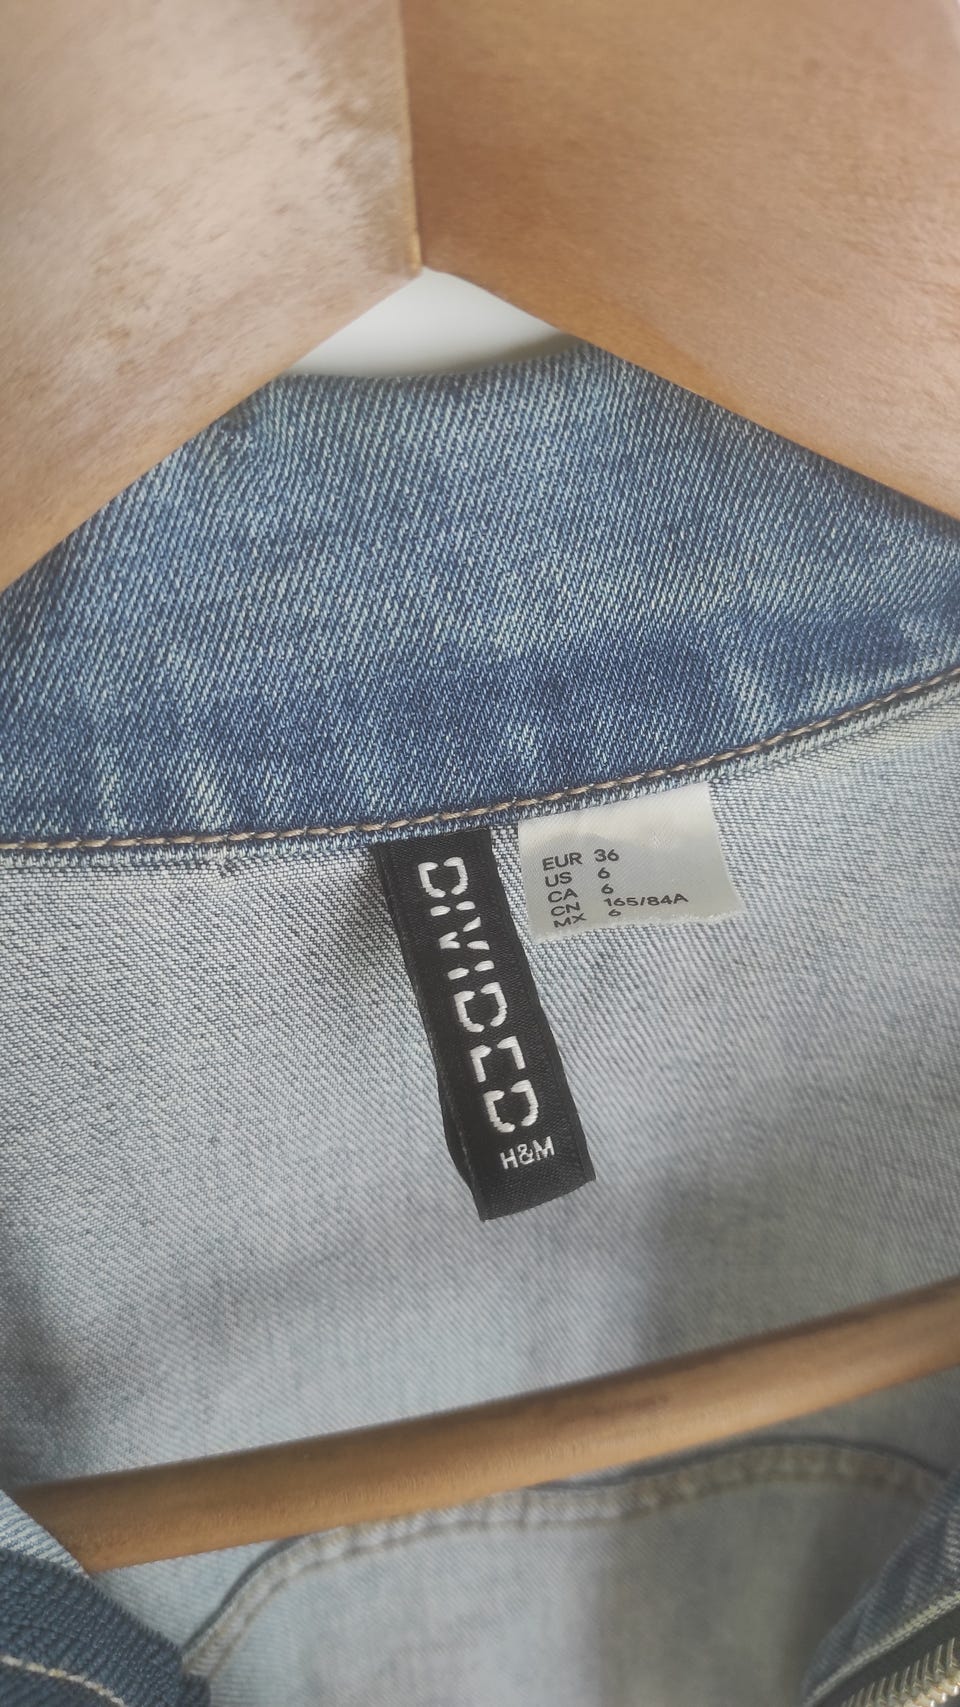 DIVIDED
H&M
EUR 36
US 6
CA 6
CN 165/84A
MX 6